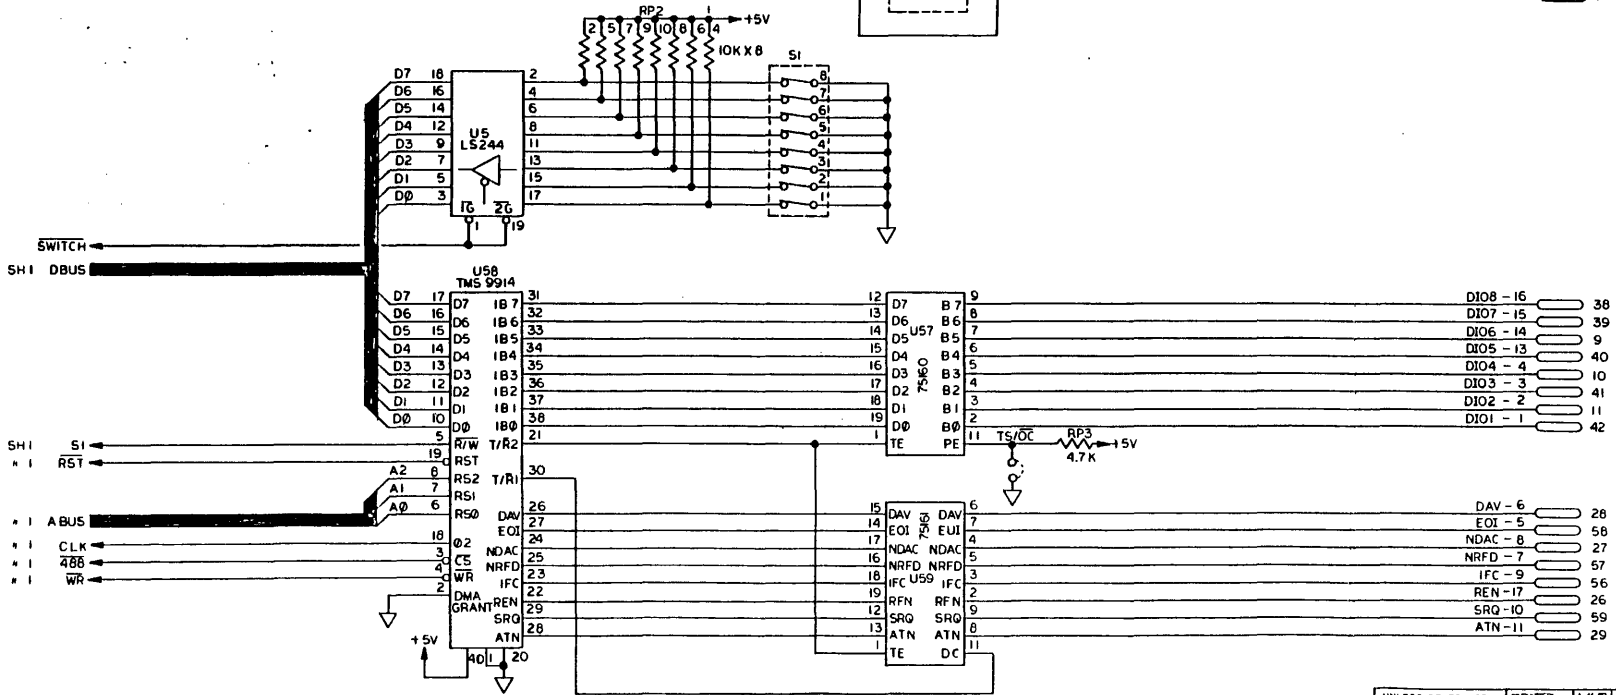 RP2 1 +5V
2 5 7 9 10 8 6 4
10K X 8
S1
D7 18 2 8
D6 16 4 7
D5 14 6 6
D4 12 8 5
D3 9 11 4
D2 7 13 3
D1 5 15 2
DØ 3 17 1
U5
LS244
1G 2G
1 19
SWITCH
SH I DBUS
U58
TMS 9914
D7 17 D7 IB7 31 12 D7 B7 9 DIO8 - 16 38
D6 16 D6 IB6 32 13 D6 B6 8 DIO7 - 15 39
D5 15 D5 IB5 33 14 D5 B5 7 DIO6 - 14 9
D4 14 D4 IB4 34 15 D4 B4 6 DIO5 - 13 40
D3 13 D3 IB3 35 16 D3 B3 5 DIO4 - 4 10
D2 12 D2 IB2 36 17 D2 B2 4 DIO3 - 3 41
D1 11 D1 IB1 37 18 D1 B1 3 DIO2 - 2 11
DØ 10 DØ IBØ 38 19 DØ BØ 2 DIO1 - 1 42
U57
75160
SH I S1 5 R/W T/R2 21 1 TE PE 11 TS/OC RP3 +5V
4.7K
" I RST 19 RST
A2 8 RS2 T/R1 30
A1 7 RS1
" I ABUS AØ 6 RSØ
DAV 26 15 DAV DAV 6 DAV - 6 28
EOI 27 14 EOI EUI 7 EOI - 5 58
" I CLK 18 Ø2 NDAC 24 17 NDAC NDAC 4 NDAC - 8 27
" I 488 3 CS NRFD 25 16 NRFD NRFD 5 NRFD - 7 57
" I WR 4 WR IFC 23 18 IFC IFC 3 IFC - 9 56
2 DMA GRANT REN 22 19 RFN RFN 2 REN - 17 26
SRQ 29 12 SRQ SRQ 9 SRQ - 10 59
ATN 28 13 ATN ATN 8 ATN - 11 29
1 TE DC 11
75161
U59
+5V
40 1 20